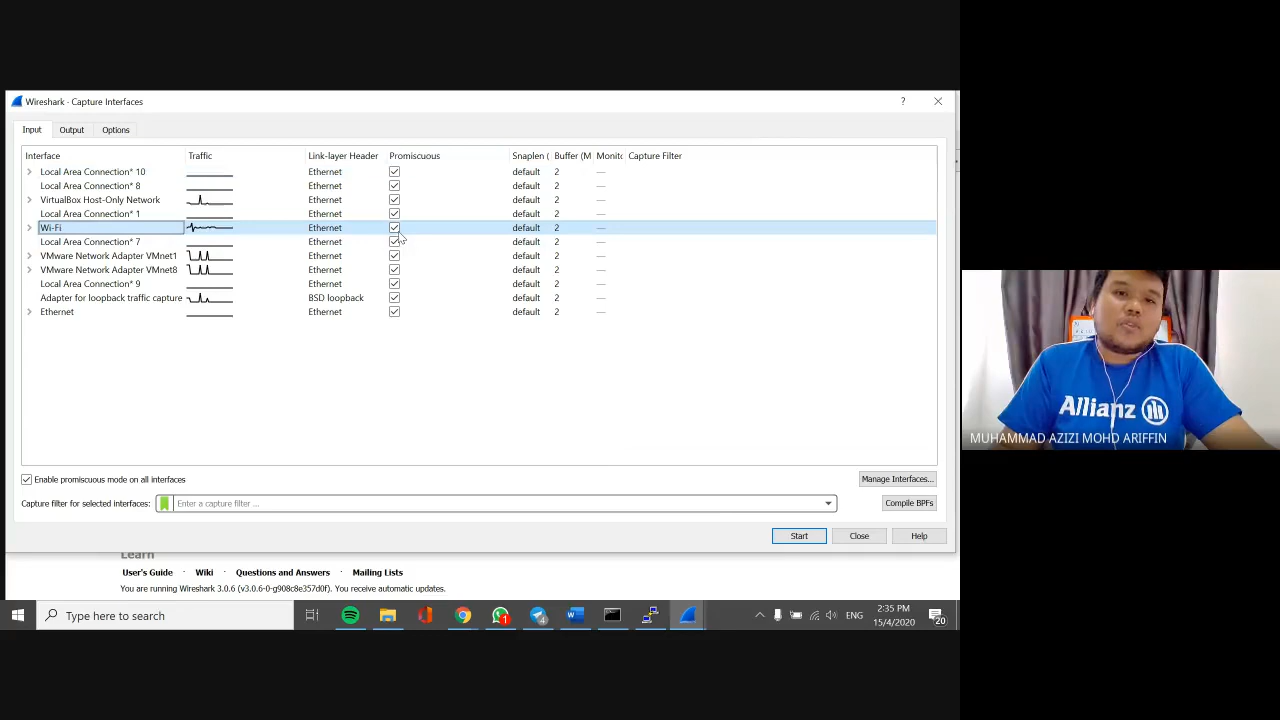 Wireshark · Capture Interfaces
?
Input Output Options
Interface Traffic Link-layer Header Promiscuous Snaplen ( Buffer (M Monitc Capture Filter
Local Area Connection* 10 Ethernet default 2 —
Local Area Connection* 8 Ethernet default 2 —
VirtualBox Host-Only Network Ethernet default 2 —
Local Area Connection* 1 Ethernet default 2 —
Wi-Fi Ethernet default 2 —
Local Area Connection* 7 Ethernet default 2 —
VMware Network Adapter VMnet1 Ethernet default 2 —
VMware Network Adapter VMnet8 Ethernet default 2 —
Local Area Connection* 9 Ethernet default 2 —
Adapter for loopback traffic capture BSD loopback default 2 —
Ethernet Ethernet default 2 —
Enable promiscuous mode on all interfaces
Manage Interfaces...
Capture filter for selected interfaces: Enter a capture filter ...
Compile BPFs
Start Close Help
Learn
User's Guide · Wiki · Questions and Answers · Mailing Lists
You are running Wireshark 3.0.6 (v3.0.6-0-g908c8e357d0f). You receive automatic updates.
Type here to search
1
4
ENG
2:35 PM
15/4/2020
20
Allianz
MUHAMMAD AZIZI MOHD ARIFFIN